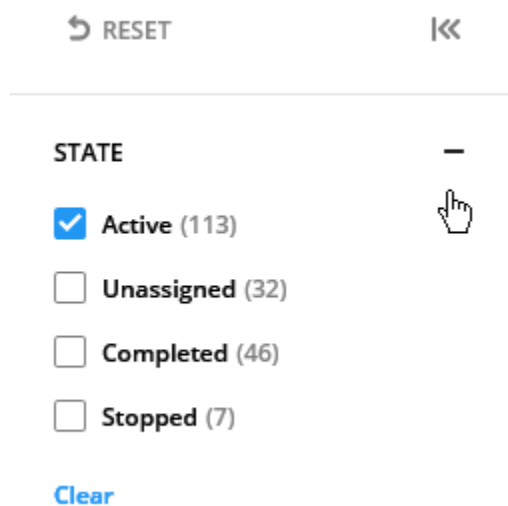 RESET
STATE
Active (113)
Unassigned (32)
Completed (46)
Stopped (7)
Clear